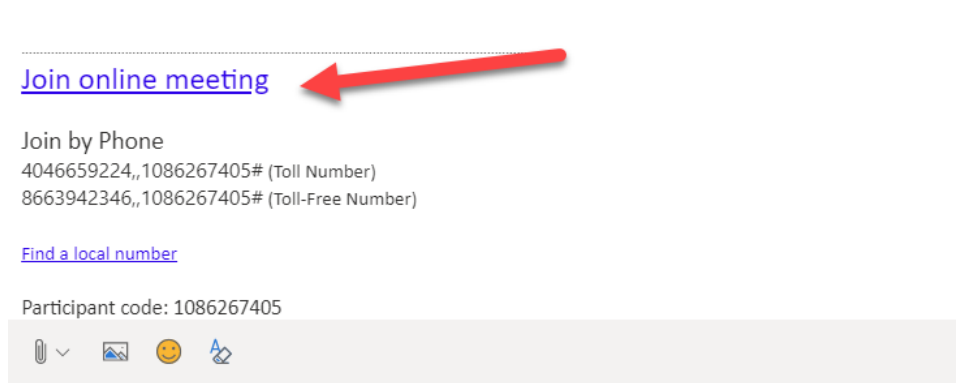 Join online meeting
Join by Phone
4046659224,,1086267405# (Toll Number)
8663942346,,1086267405# (Toll-Free Number)
Find a local number
Participant code: 1086267405